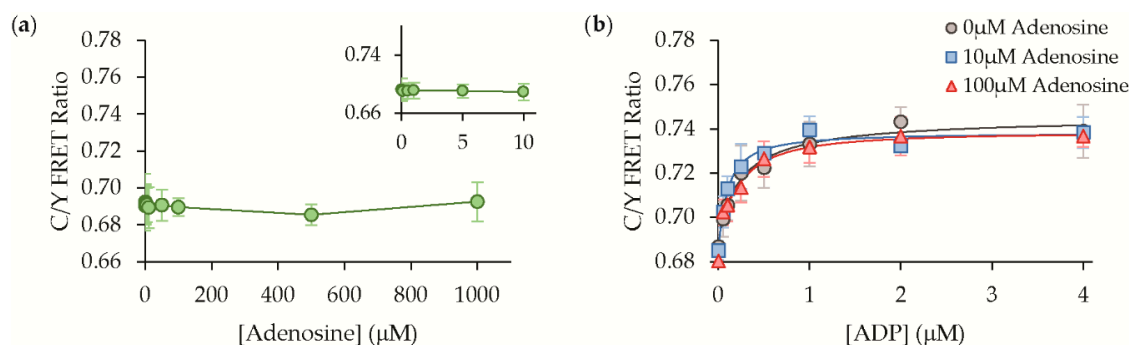 (a)
C/Y FRET Ratio
0.78
0.76
0.74
0.72
0.70
0.68
0.66
0 200 400 600 800 1000
[Adenosine] (μM)
0.74
0.66
0 5 10
(b)
C/Y FRET Ratio
0.78
0.76
0.74
0.72
0.70
0.68
0 1 2 3 4
[ADP] (μM)
0μM Adenosine
10μM Adenosine
100μM Adenosine